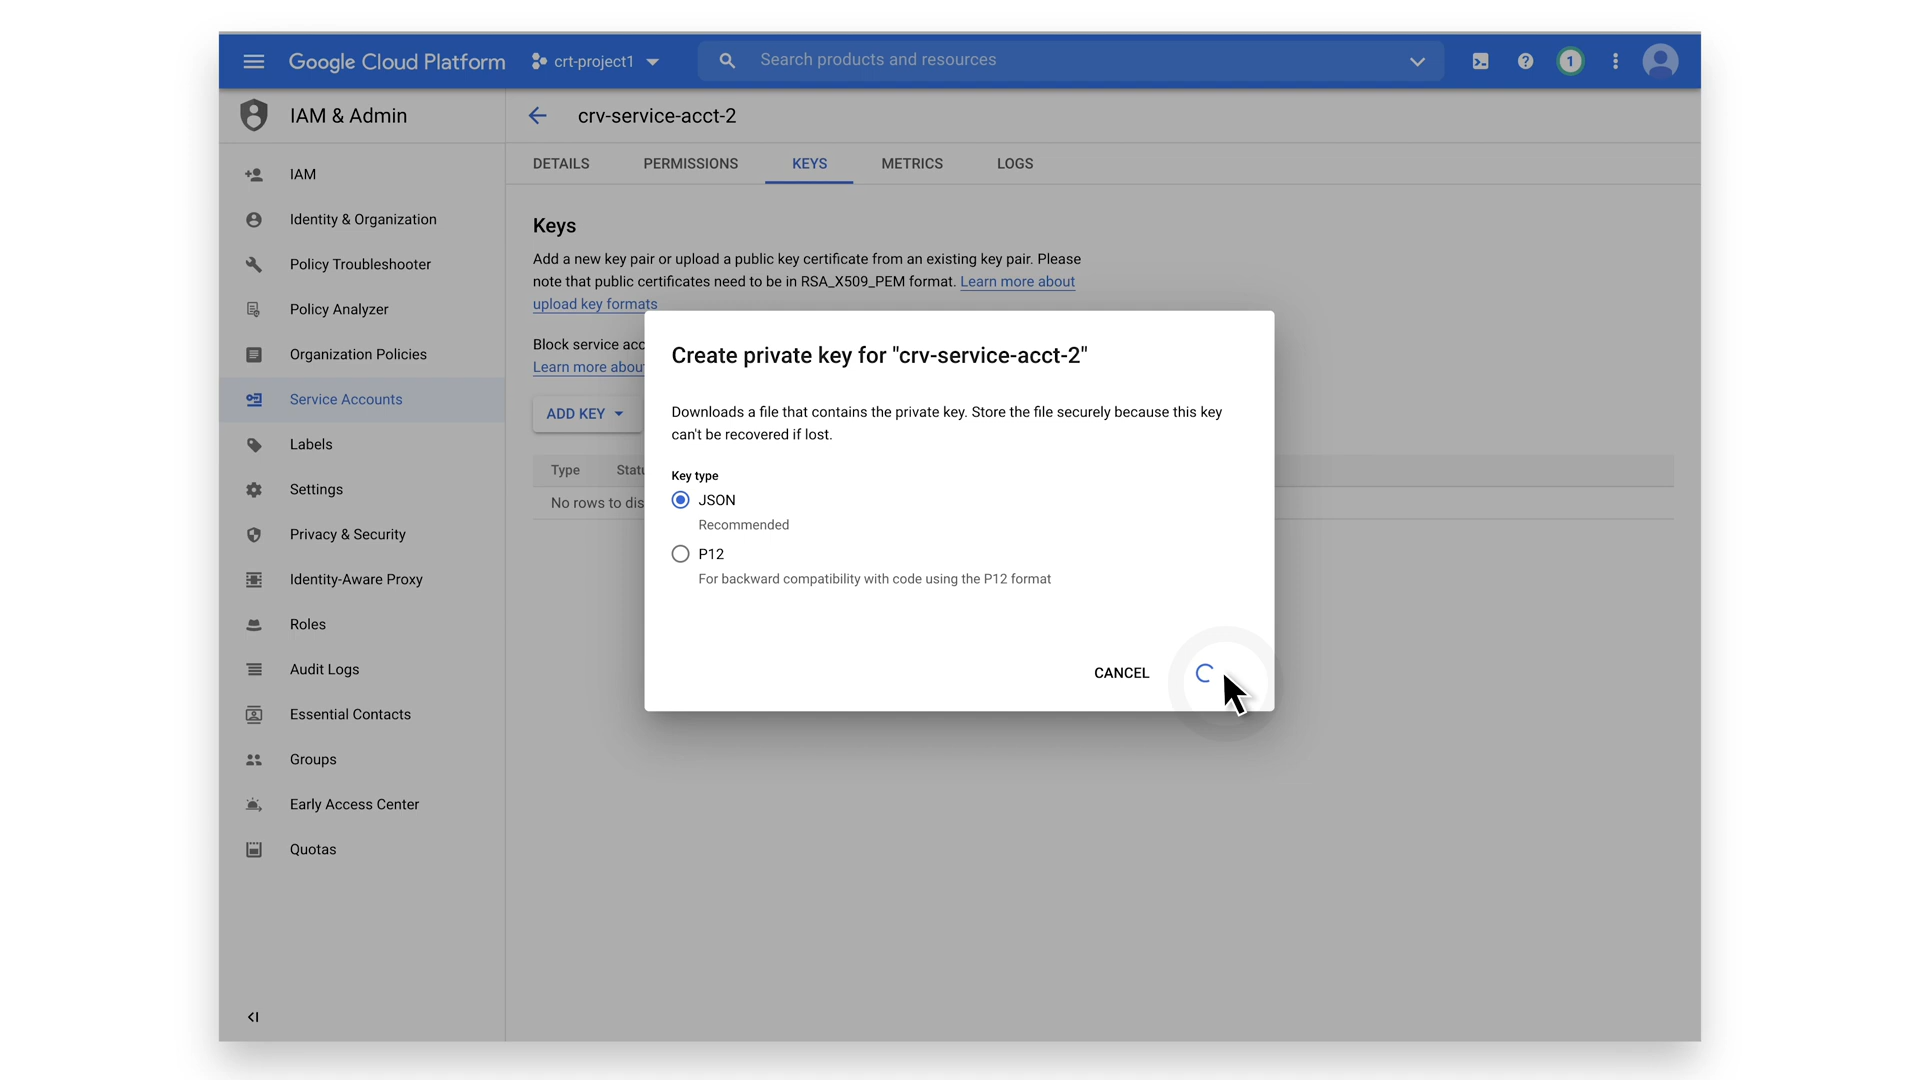 Google Cloud Platform
crt-project1
Search products and resources
1
IAM & Admin
crv-service-acct-2
DETAILS
PERMISSIONS
KEYS
METRICS
LOGS
IAM
Identity & Organization
Policy Troubleshooter
Policy Analyzer
Organization Policies
Service Accounts
Labels
Settings
Privacy & Security
Identity-Aware Proxy
Roles
Audit Logs
Essential Contacts
Groups
Early Access Center
Quotas
Keys
Add a new key pair or upload a public key certificate from an existing key pair. Please
note that public certificates need to be in RSA_X509_PEM format. Learn more about
upload key formats
Block service acc
Learn more about
ADD KEY
Type
Statu
No rows to dis
Create private key for "crv-service-acct-2"
Downloads a file that contains the private key. Store the file securely because this key
can't be recovered if lost.
Key type
JSON
Recommended
P12
For backward compatibility with code using the P12 format
CANCEL